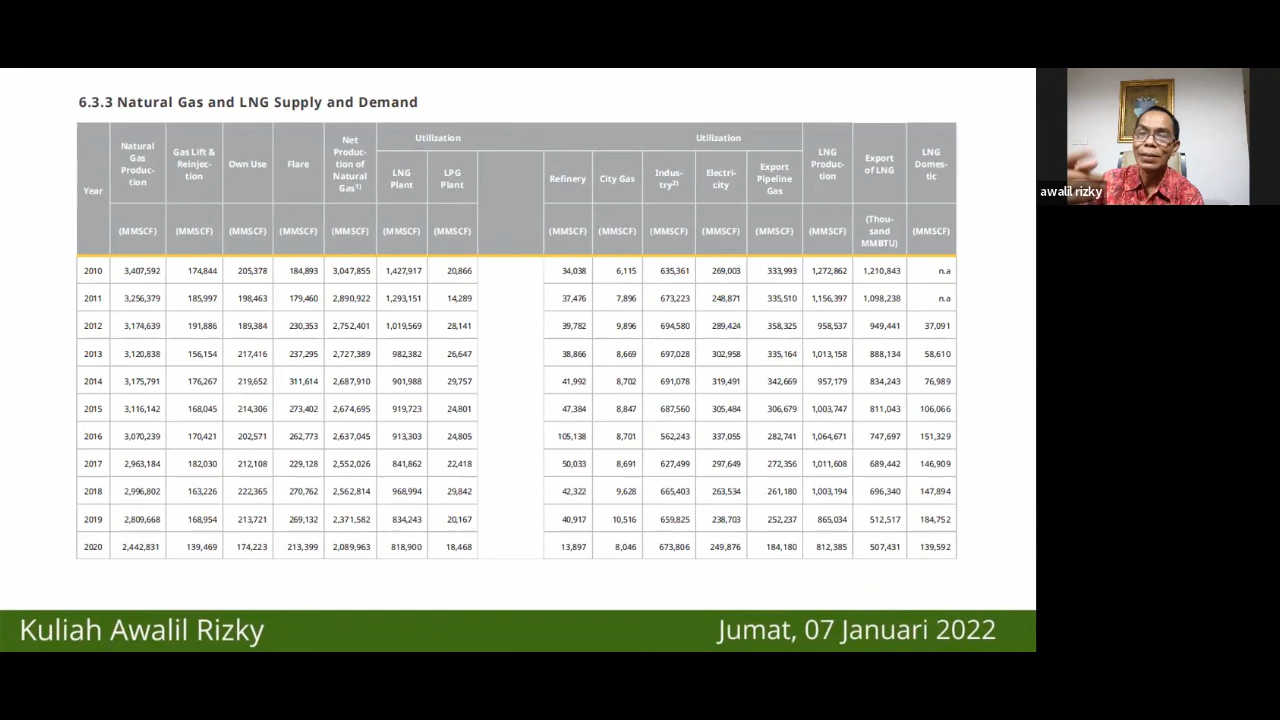 6.3.3 Natural Gas and LNG Supply and Demand
Year
Natural
Gas
Produc-
tion
(MMSCF)
Gas Lift &
Reinjec-
tion
(MMSCF)
Own Use
(MMSCF)
Flare
(MMSCF)
Net
Produc-
tion of
Natural
Gas¹⁾
(MMSCF)
Utilization
LNG
Plant
(MMSCF)
LPG
Plant
(MMSCF)
Utilization
Refinery
(MMSCF)
City Gas
(MMSCF)
Indus-
try²⁾
(MMSCF)
Electri-
city
(MMSCF)
Export
Pipeline
Gas
(MMSCF)
LNG
Produc-
tion
(MMSCF)
Export
of LNG
(Thou-
sand
MMBTU)
LNG
Domes-
tic
(MMSCF)
2010 3,407,592 174,844 205,378 184,893 3,047,855 1,427,917 20,866 34,038 6,115 635,361 269,003 333,993 1,272,862 1,210,843 n.a
2011 3,256,379 185,997 198,463 179,460 2,890,922 1,293,151 14,289 37,476 7,896 673,223 248,871 335,510 1,156,397 1,098,238 n.a
2012 3,174,639 191,886 189,384 230,353 2,752,401 1,019,569 28,141 39,782 9,896 694,580 289,424 358,325 958,537 949,441 37,091
2013 3,120,838 156,154 217,416 237,295 2,727,389 982,382 26,647 38,866 8,669 697,028 302,958 335,164 1,013,158 888,134 58,610
2014 3,175,791 176,267 219,652 311,614 2,687,910 901,988 29,757 41,992 8,702 691,078 319,491 342,669 957,179 834,243 76,989
2015 3,116,142 168,045 214,306 273,402 2,674,695 919,723 24,801 47,384 8,847 687,560 305,484 306,679 1,003,747 811,043 106,066
2016 3,070,239 170,421 202,571 262,773 2,637,045 913,303 24,805 105,138 8,701 562,243 337,055 282,741 1,064,671 747,697 151,329
2017 2,963,184 182,030 212,108 229,128 2,552,026 841,862 22,418 50,033 8,691 627,499 297,649 272,356 1,011,608 689,442 146,909
2018 2,996,802 163,226 222,365 270,762 2,562,814 968,994 29,842 42,322 9,628 665,403 263,534 261,180 1,003,194 696,340 147,894
2019 2,809,668 168,954 213,721 269,132 2,371,582 834,243 20,167 40,917 10,516 659,825 238,703 252,237 865,034 512,517 184,752
2020 2,442,831 139,469 174,223 213,399 2,089,963 818,900 18,468 13,897 8,046 673,806 249,876 184,180 812,385 507,431 139,592
awalil rizky
Kuliah Awalil Rizky
Jumat, 07 Januari 2022